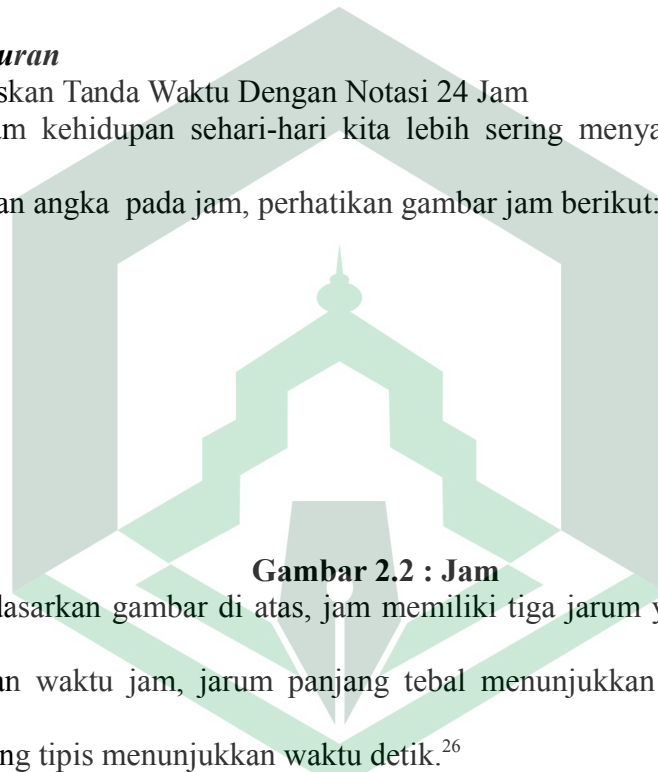 uran
skan Tanda Waktu Dengan Notasi 24 Jam
am kehidupan sehari-hari kita lebih sering menya
an angka pada jam, perhatikan gambar jam berikut:
Gambar 2.2 : Jam
dasarkan gambar di atas, jam memiliki tiga jarum y
an waktu jam, jarum panjang tebal menunjukkan
ng tipis menunjukkan waktu detik.26